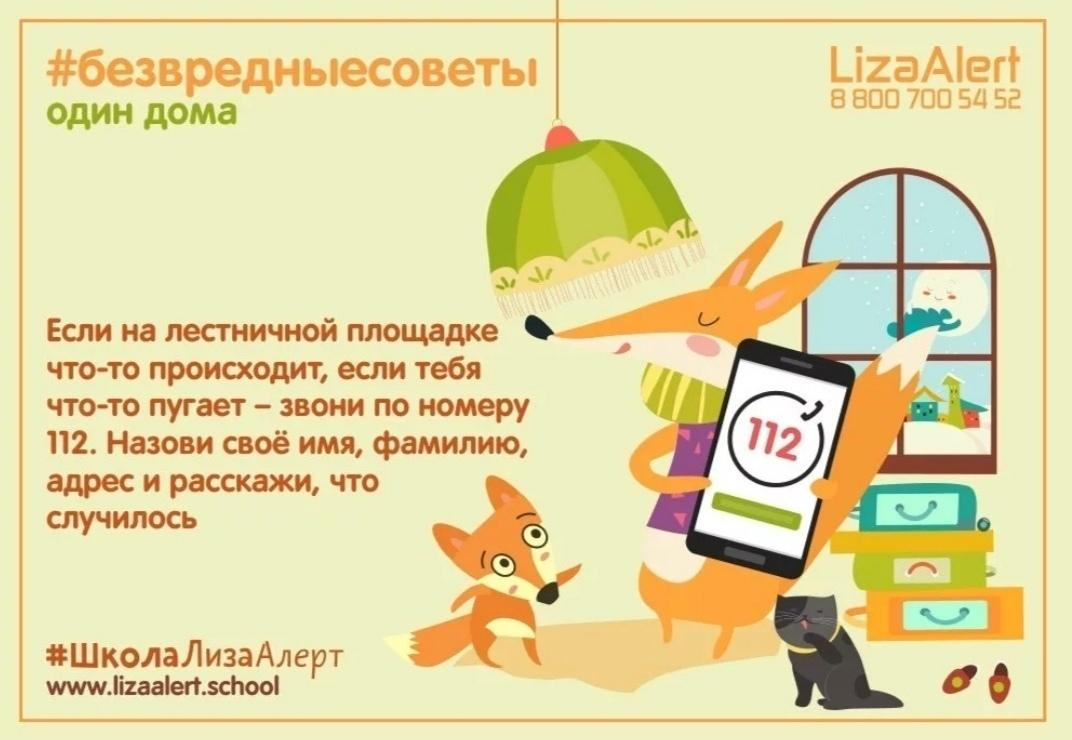 #безвредныесоветы
один дома
LizaAlert
8 800 700 54 52
Если на лестничной площадке
что-то происходит, если тебя
что-то пугает – звони по номеру
112. Назови своё имя, фамилию,
адрес и расскажи, что
случилось
112
#ШколаЛизаАлерт
www.lizaalert.school